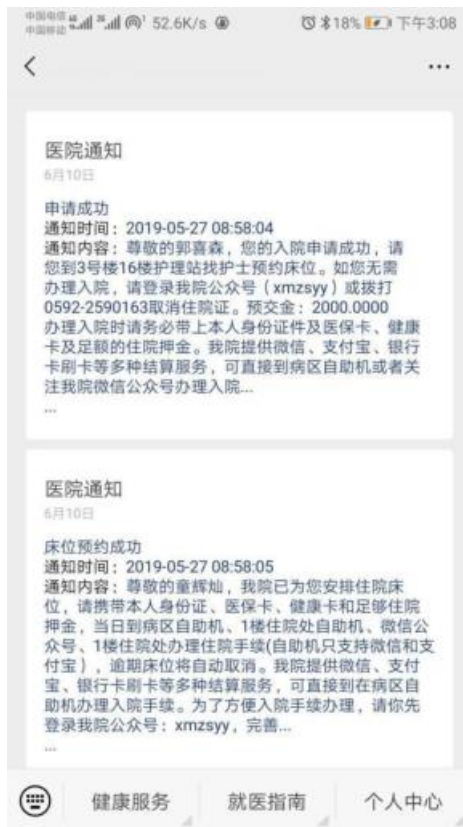 中国电信 中国移动 52.6K/s 18% 下午3:08
医院通知
6月10日
申请成功
通知时间：2019-05-27 08:58:04
通知内容：尊敬的郭喜森，您的入院申请成功，请
您到3号楼16楼护理站找护士预约床位。如您无需
办理入院，请登录我院公众号（xmzsyy）或拨打
0592-2590163取消住院证。预交金：2000.0000
办理入院时请务必带上本人身份证件及医保卡、健康
卡及足额的住院押金。我院提供微信、支付宝、银行
卡刷卡等多种结算服务，可直接到病区自助机或者关
注我院微信公众号办理入院...
...
医院通知
6月10日
床位预约成功
通知时间：2019-05-27 08:58:05
通知内容：尊敬的童辉灿，我院已为您安排住院床
位，请携带本人身份证、医保卡、健康卡和足够住院
押金，当日到病区自助机、1楼住院处自助机、微信公
众号、1楼住院处办理住院手续(自助机只支持微信和支
付宝），逾期床位将自动取消。我院提供微信、支付
宝、银行卡刷卡等多种结算服务，可直接到在病区自
助机办理入院手续。为了方便入院手续办理，请你先
登录我院公众号：xmzsyy，完善...
...
健康服务 就医指南 个人中心